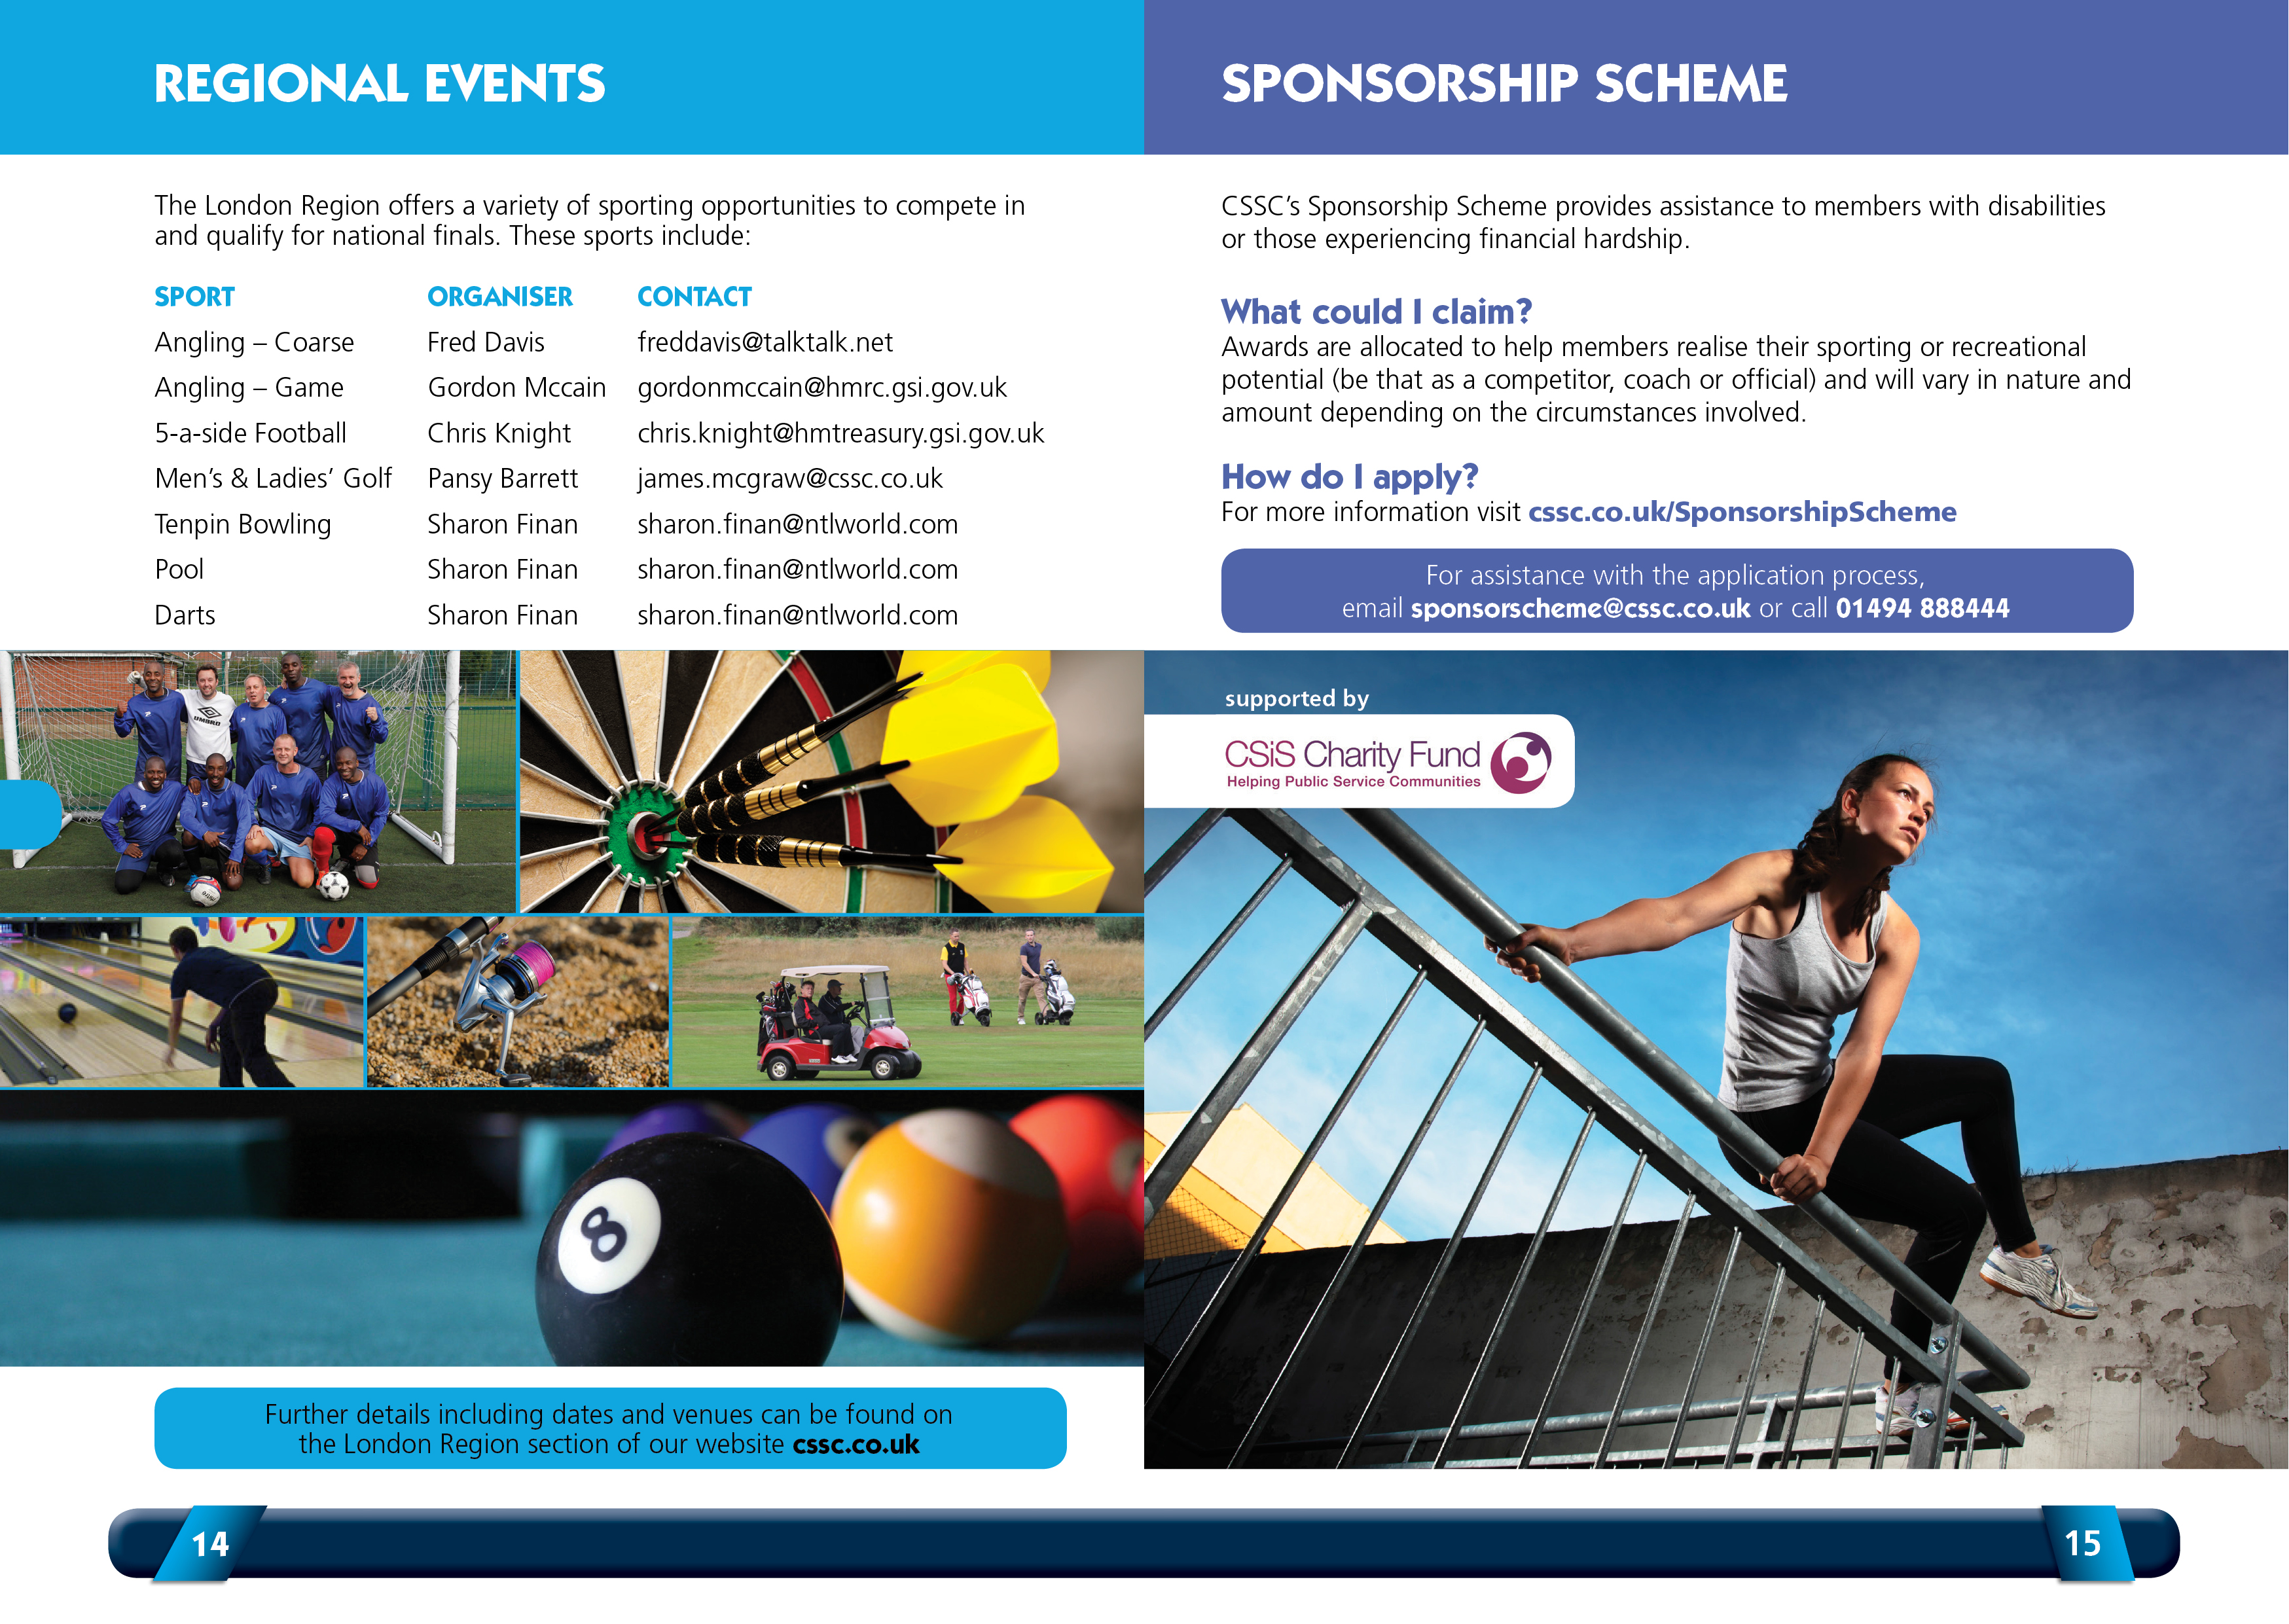 REGIONAL EVENTS
The London Region offers a variety of sporting opportunities to compete in
and qualify for national finals. These sports include:
SPORT ORGANISER CONTACT
Angling – Coarse Fred Davis freddavis@talktalk.net
Angling – Game Gordon Mccain gordonmccain@hmrc.gsi.gov.uk
5-a-side Football Chris Knight chris.knight@hmtreasury.gsi.gov.uk
Men’s & Ladies’ Golf Pansy Barrett james.mcgraw@cssc.co.uk
Tenpin Bowling Sharon Finan sharon.finan@ntlworld.com
Pool Sharon Finan sharon.finan@ntlworld.com
Darts Sharon Finan sharon.finan@ntlworld.com
UMBRO
8
Further details including dates and venues can be found on
the London Region section of our website cssc.co.uk
14
SPONSORSHIP SCHEME
CSSC’s Sponsorship Scheme provides assistance to members with disabilities
or those experiencing financial hardship.
What could I claim?
Awards are allocated to help members realise their sporting or recreational
potential (be that as a competitor, coach or official) and will vary in nature and
amount depending on the circumstances involved.
How do I apply?
For more information visit cssc.co.uk/SponsorshipScheme
For assistance with the application process,
email sponsorscheme@cssc.co.uk or call 01494 888444
supported by
CSiS Charity Fund
Helping Public Service Communities
15